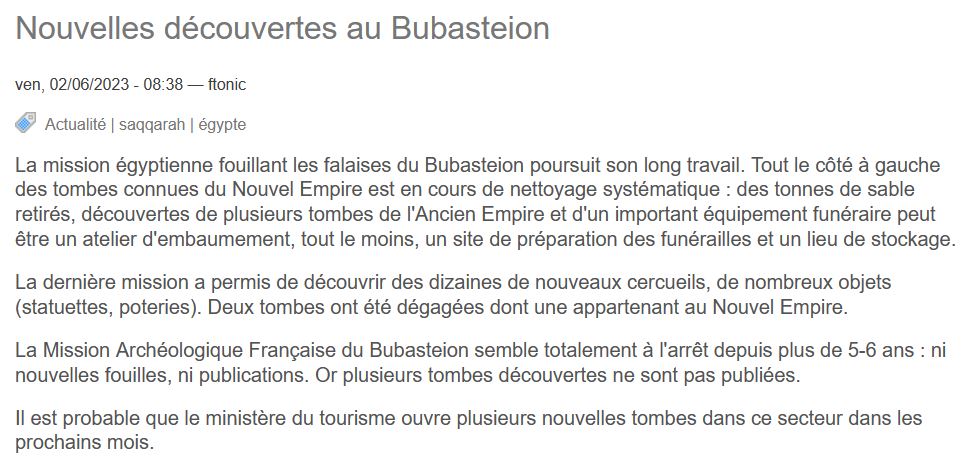 Nouvelles découvertes au Bubasteion
ven, 02/06/2023 - 08:38 — ftonic
Actualité | saqqarah | égypte
La mission égyptienne fouillant les falaises du Bubasteion poursuit son long travail. Tout le côté à gauche
des tombes connues du Nouvel Empire est en cours de nettoyage systématique : des tonnes de sable
retirés, découvertes de plusieurs tombes de l'Ancien Empire et d'un important équipement funéraire peut
être un atelier d'embaumement, tout le moins, un site de préparation des funérailles et un lieu de stockage.
La dernière mission a permis de découvrir des dizaines de nouveaux cercueils, de nombreux objets
(statuettes, poteries). Deux tombes ont été dégagées dont une appartenant au Nouvel Empire.
La Mission Archéologique Française du Bubasteion semble totalement à l'arrêt depuis plus de 5-6 ans : ni
nouvelles fouilles, ni publications. Or plusieurs tombes découvertes ne sont pas publiées.
Il est probable que le ministère du tourisme ouvre plusieurs nouvelles tombes dans ce secteur dans les
prochains mois.